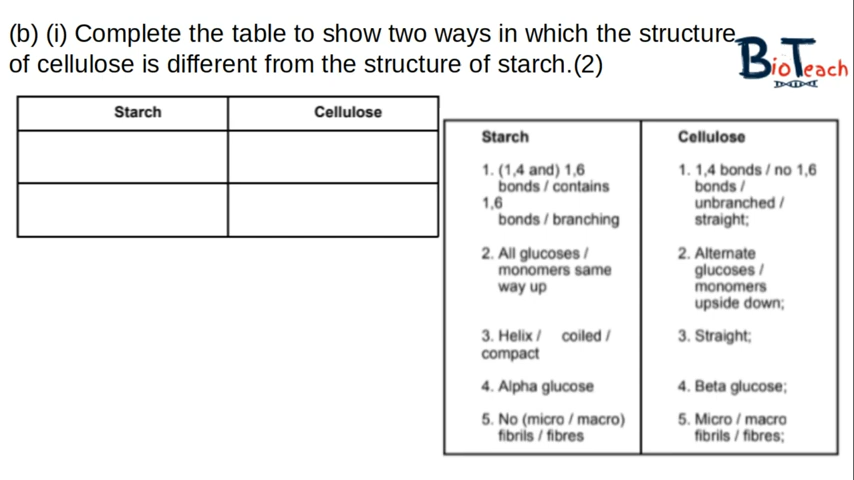 (b) (i) Complete the table to show two ways in which the structure
of cellulose is different from the structure of starch.(2)
BioTeach
Starch
Cellulose
Starch
1. (1,4 and) 1,6
bonds / contains
1,6
bonds / branching
2. All glucoses /
monomers same
way up
3. Helix / coiled /
compact
4. Alpha glucose
5. No (micro / macro)
fibrils / fibres
Cellulose
1. 1,4 bonds / no 1,6
bonds /
unbranched /
straight;
2. Alternate
glucoses /
monomers
upside down;
3. Straight;
4. Beta glucose;
5. Micro / macro
fibrils / fibres;